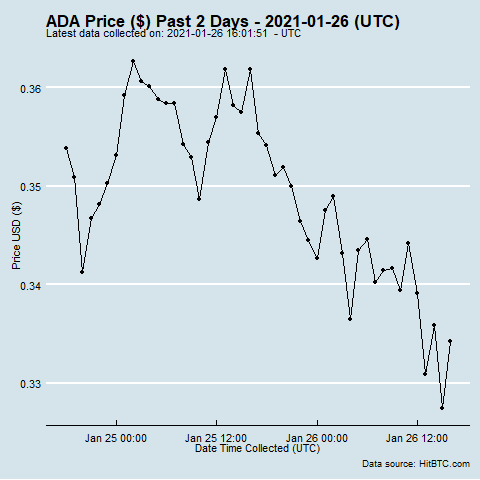 ADA Price ($) Past 2 Days - 2021-01-26 (UTC)
Latest data collected on: 2021-01-26 16:01:51 - UTC
0.36
0.35
0.34
0.33
Price USD ($)
Jan 25 00:00
Jan 25 12:00
Jan 26 00:00
Jan 26 12:00
Date Time Collected (UTC)
Data source: HitBTC.com